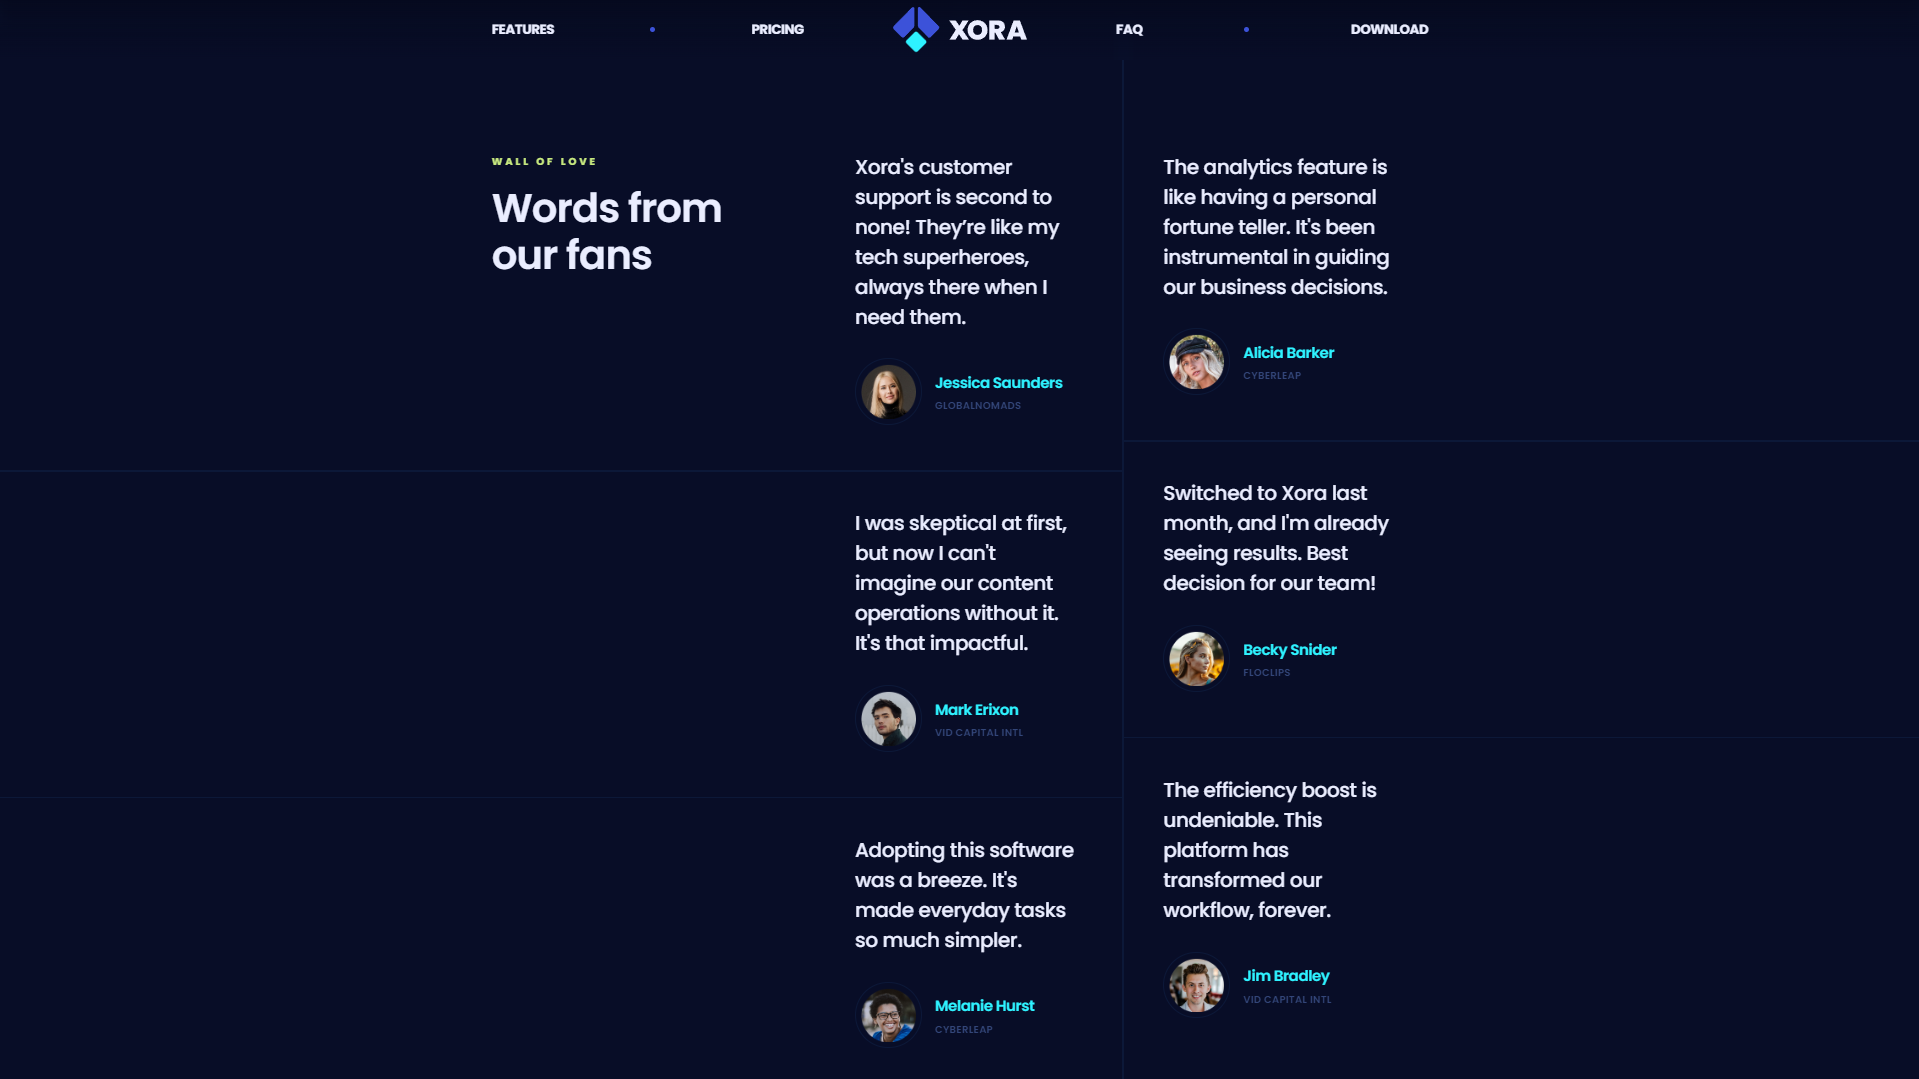 FEATURES
PRICING
XORA
FAQ
DOWNLOAD
WALL OF LOVE
Words from
our fans
Xora's customer
support is second to
none! They’re like my
tech superheroes,
always there when I
need them.
Jessica Saunders
GLOBALNOMADS
I was skeptical at first,
but now I can't
imagine our content
operations without it.
It's that impactful.
Mark Erixon
VID CAPITAL INTL
Adopting this software
was a breeze. It's
made everyday tasks
so much simpler.
Melanie Hurst
CYBERLEAP
The analytics feature is
like having a personal
fortune teller. It's been
instrumental in guiding
our business decisions.
Alicia Barker
CYBERLEAP
Switched to Xora last
month, and I'm already
seeing results. Best
decision for our team!
Becky Snider
FLOCLIPS
The efficiency boost is
undeniable. This
platform has
transformed our
workflow, forever.
Jim Bradley
VID CAPITAL INTL